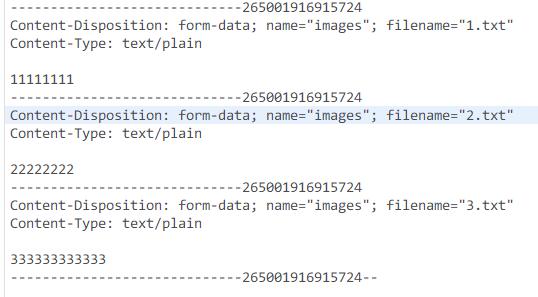 -----------------------------265001916915724
Content-Disposition: form-data; name="images"; filename="1.txt"
Content-Type: text/plain

11111111
-----------------------------265001916915724
Content-Disposition: form-data; name="images"; filename="2.txt"
Content-Type: text/plain

22222222
-----------------------------265001916915724
Content-Disposition: form-data; name="images"; filename="3.txt"
Content-Type: text/plain

333333333333
-----------------------------265001916915724--